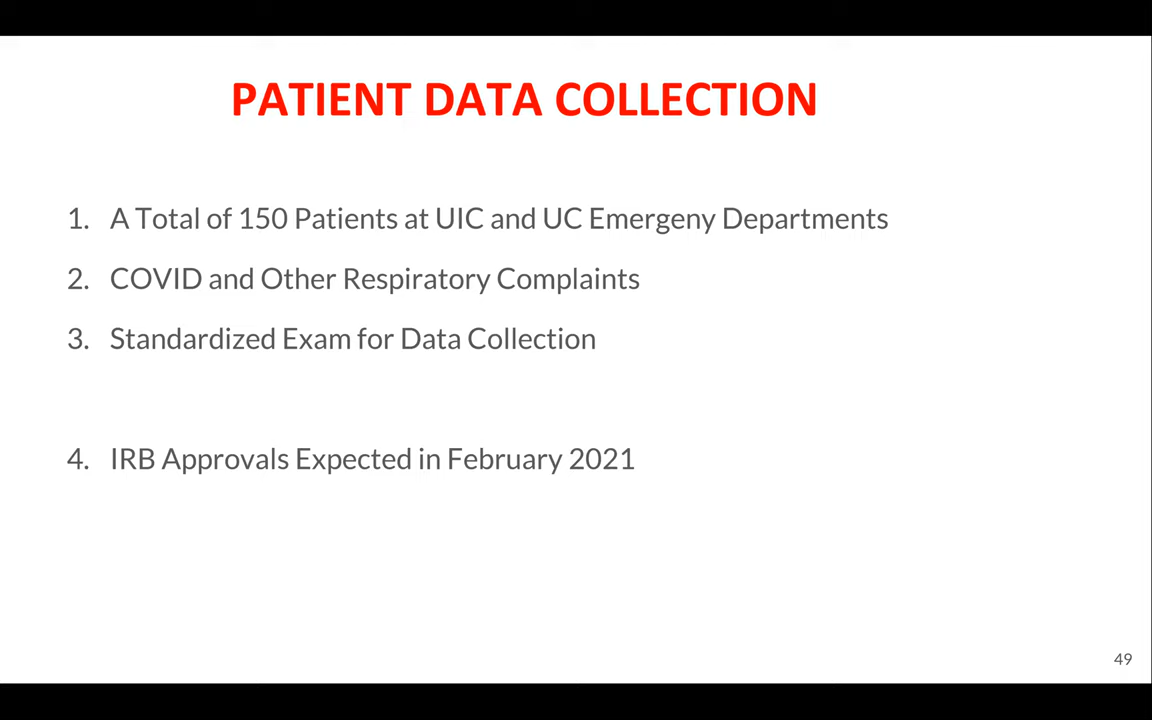 PATIENT DATA COLLECTION
1. A Total of 150 Patients at UIC and UC Emergeny Departments
2. COVID and Other Respiratory Complaints
3. Standardized Exam for Data Collection
4. IRB Approvals Expected in February 2021
49